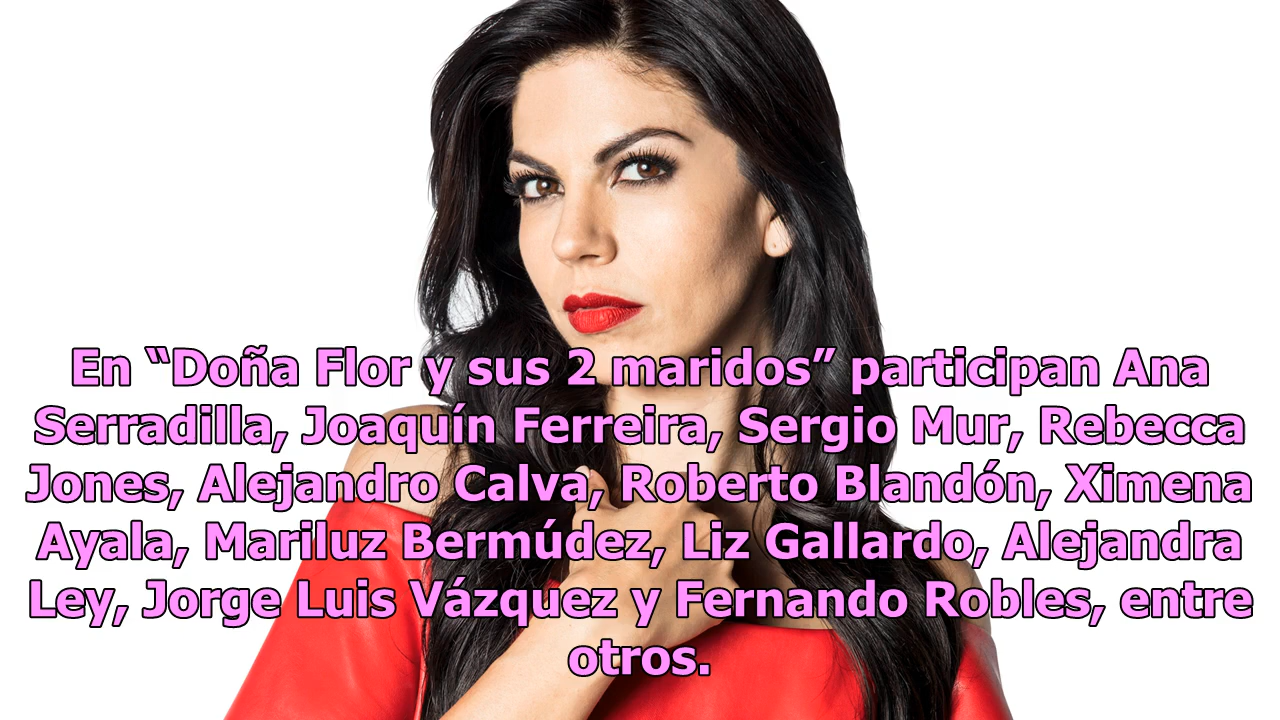 En “Doña Flor y sus 2 maridos” participan Ana
Serradilla, Joaquín Ferreira, Sergio Mur, Rebecca
Jones, Alejandro Calva, Roberto Blandón, Ximena
Ayala, Mariluz Bermúdez, Liz Gallardo, Alejandra
Ley, Jorge Luis Vázquez y Fernando Robles, entre
otros.